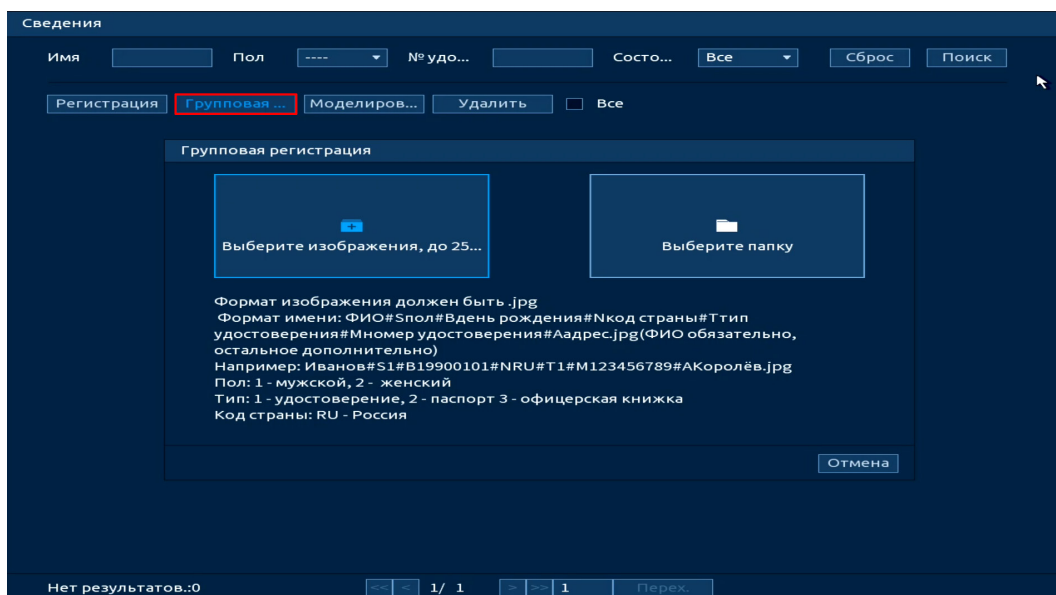 Сведения
Имя Пол ---- № удо... Состо... Все Сброс Поиск
Регистрация Групповая ... Моделиров... Удалить Все
Групповая регистрация
Выберите изображения, до 25... Выберите папку
Формат изображения должен быть .jpg
Формат имени: ФИО#Sпол#Bдень рождения#Nкод страны#Tтип
удостоверения#Mномер удостоверения#Aадрес.jpg(ФИО обязательно,
остальное дополнительно)
Например: Иванов#S1#B19900101#NRU#T1#M123456789#AКоролёв.jpg
Пол: 1 - мужской, 2 - женский
Тип: 1 - удостоверение, 2 - паспорт 3 - офицерская книжка
Код страны: RU - Россия
Отмена
Нет результатов.:0 << < 1/ 1 > >> 1 Перех.